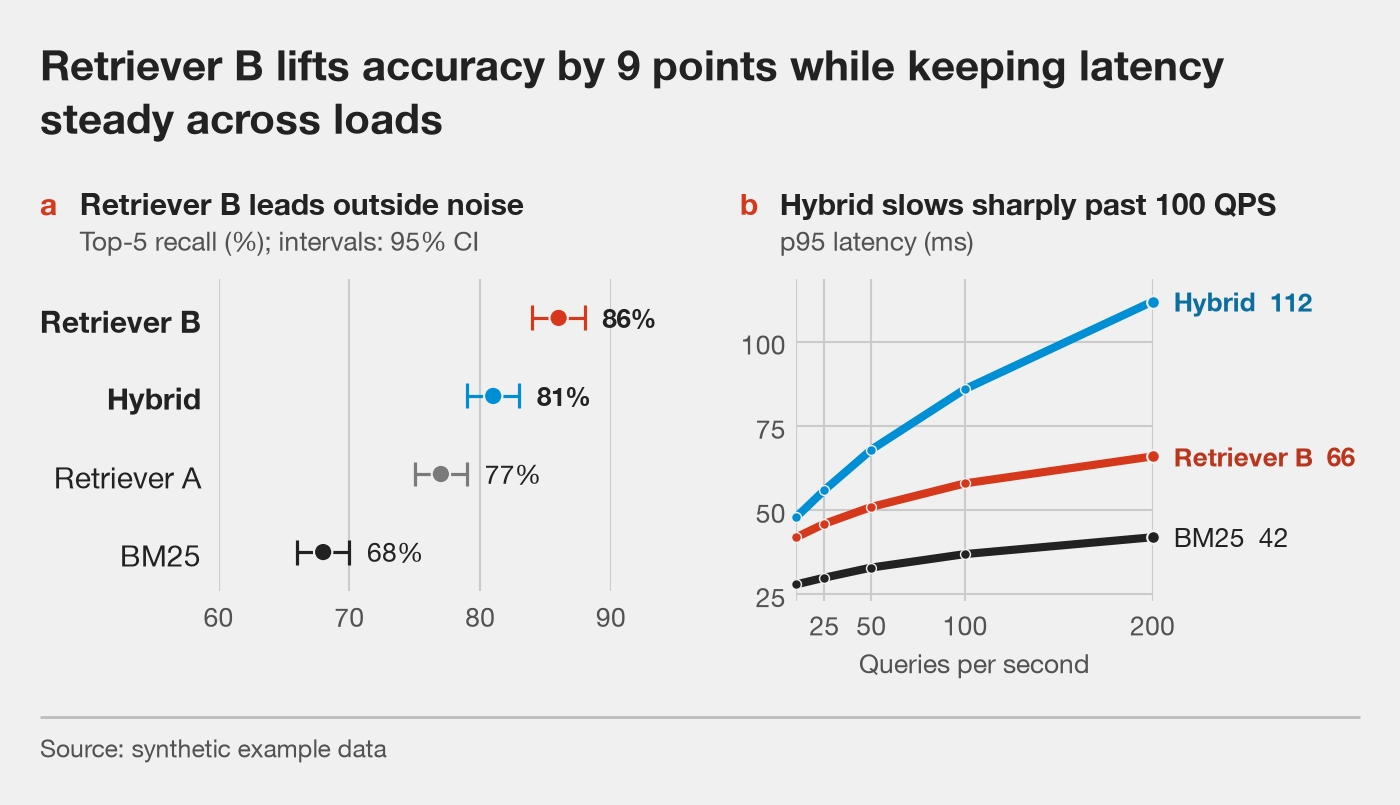 Retriever B lifts accuracy by 9 points while keeping latency
steady across loads
a Retriever B leads outside noise
Top-5 recall (%); intervals: 95% CI
Retriever B 86%
Hybrid 81%
Retriever A 77%
BM25 68%
60 70 80 90
b Hybrid slows sharply past 100 QPS
p95 latency (ms)
Hybrid 112
100
75
Retriever B 66
50
BM25 42
25
25 50 100 200
Queries per second
Source: synthetic example data